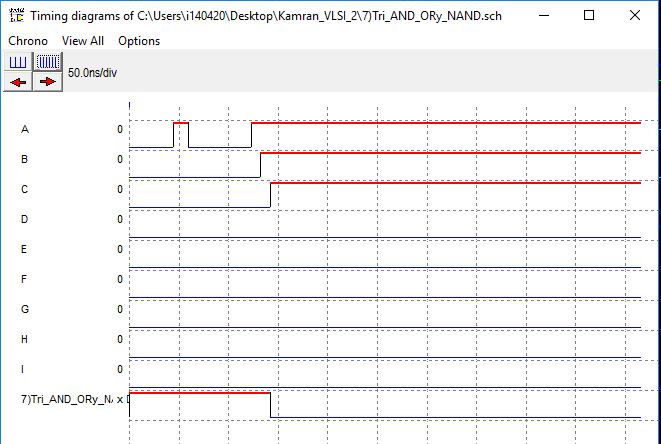 Timing diagrams of C:\Users\i140420\Desktop\Kamran_VLSI_2\7)Tri_AND_ORy_NAND.sch
Chrono View All Options
50.0ns/div
A 0
B 0
C 0
D 0
E 0
F 0
G 0
H 0
I 0
7)Tri_AND_ORy_NA x